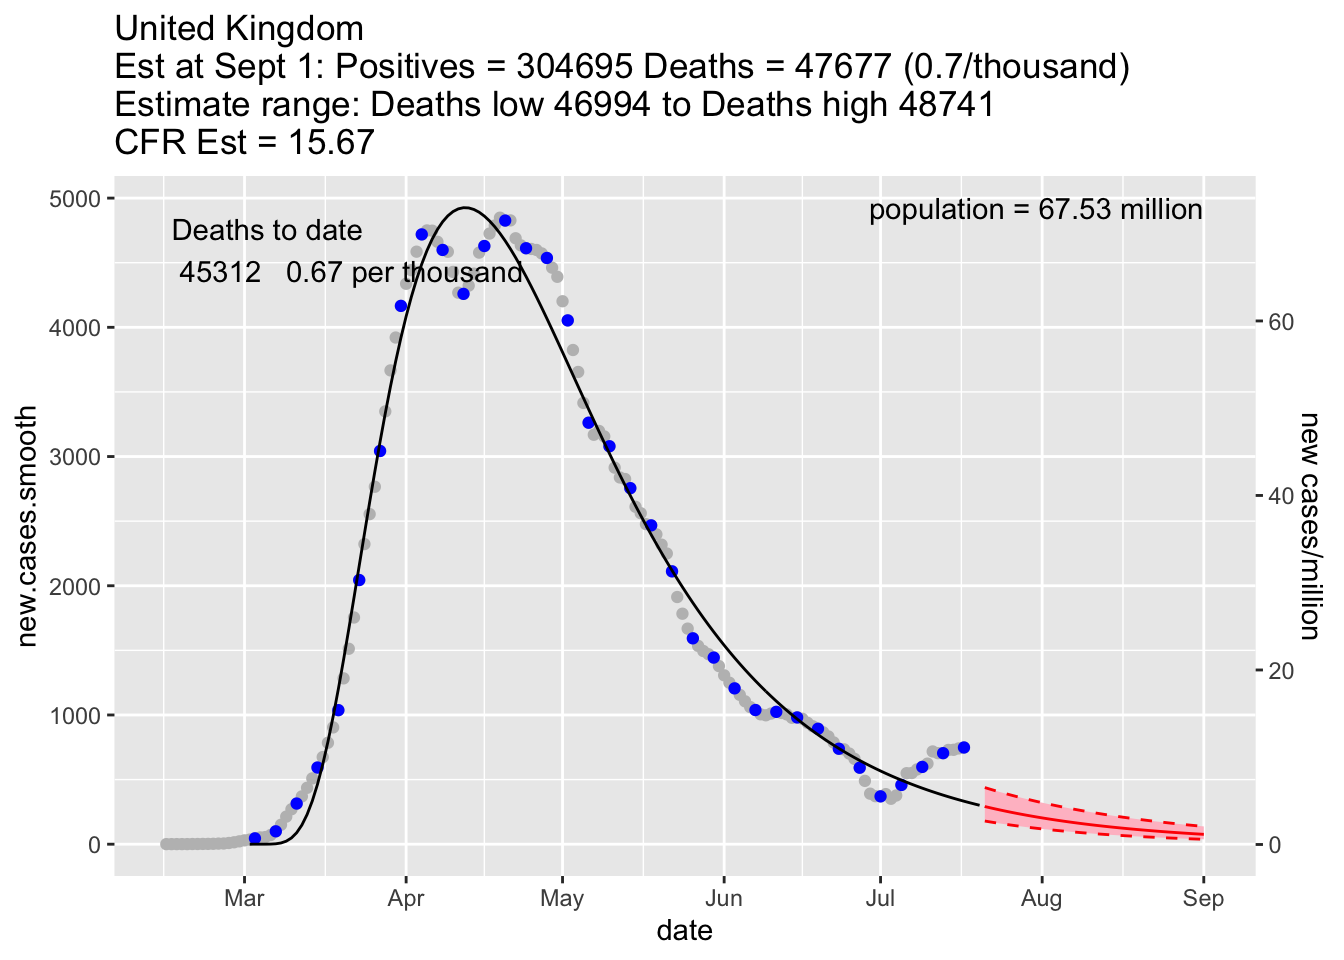 United Kingdom
Est at Sept 1: Positives = 304695 Deaths = 47677 (0.7/thousand)
Estimate range: Deaths low 46994 to Deaths high 48741
CFR Est = 15.67
5000
4000
3000
2000
1000
0
new.cases.smooth
Deaths to date
45312 0.67 per thousand
population = 67.53 million
60
40
20
0
new cases/million
Mar Apr May Jun Jul Aug Sep
date